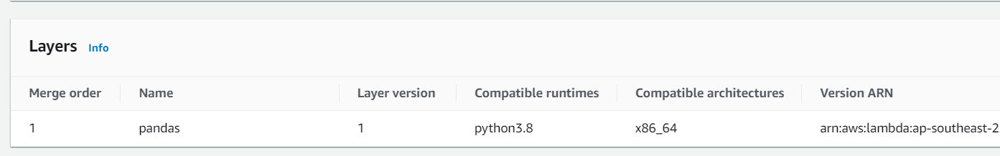 Layers Info
Merge order Name Layer version Compatible runtimes Compatible architectures Version ARN
1 pandas 1 python3.8 x86_64 arn:aws:lambda:ap-southeast-2